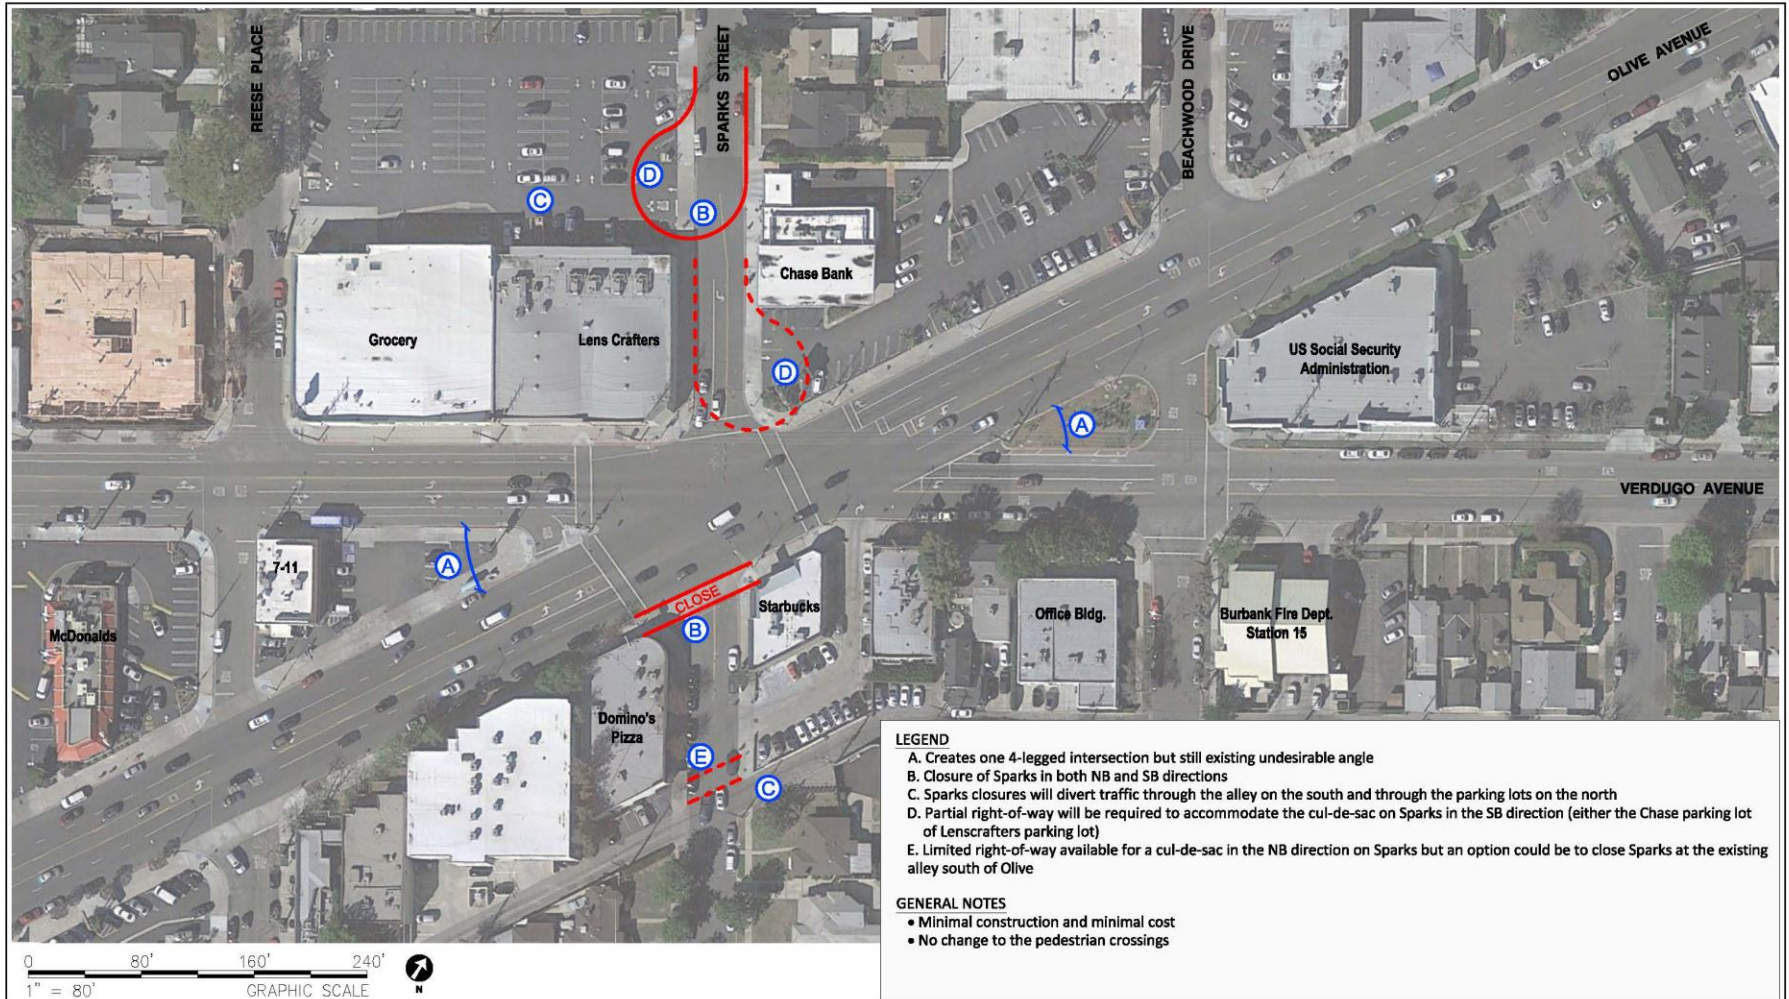 REESE PLACE
SPARKS STREET
BEACHWOOD DRIVE
OLIVE AVENUE
D
C
B
Chase Bank
Grocery
Lens Crafters
US Social Security
Administration
D
A
VERDUGO AVENUE
A
7-11
CLOSE
B
Starbucks
McDonalds
Office Bldg.
Burbank Fire Dept.
Station 15
Domino's
Pizza
E
C
LEGEND
A. Creates one 4-legged intersection but still existing undesirable angle
B. Closure of Sparks in both NB and SB directions
C. Sparks closures will divert traffic through the alley on the south and through the parking lots on the north
D. Partial right-of-way will be required to accommodate the cul-de-sac on Sparks in the SB direction (either the Chase parking lot
of Lenscrafters parking lot)
E. Limited right-of-way available for a cul-de-sac in the NB direction on Sparks but an option could be to close Sparks at the existing
alley south of Olive
GENERAL NOTES
• Minimal construction and minimal cost
• No change to the pedestrian crossings
0 80' 160' 240'
1" = 80' GRAPHIC SCALE
N